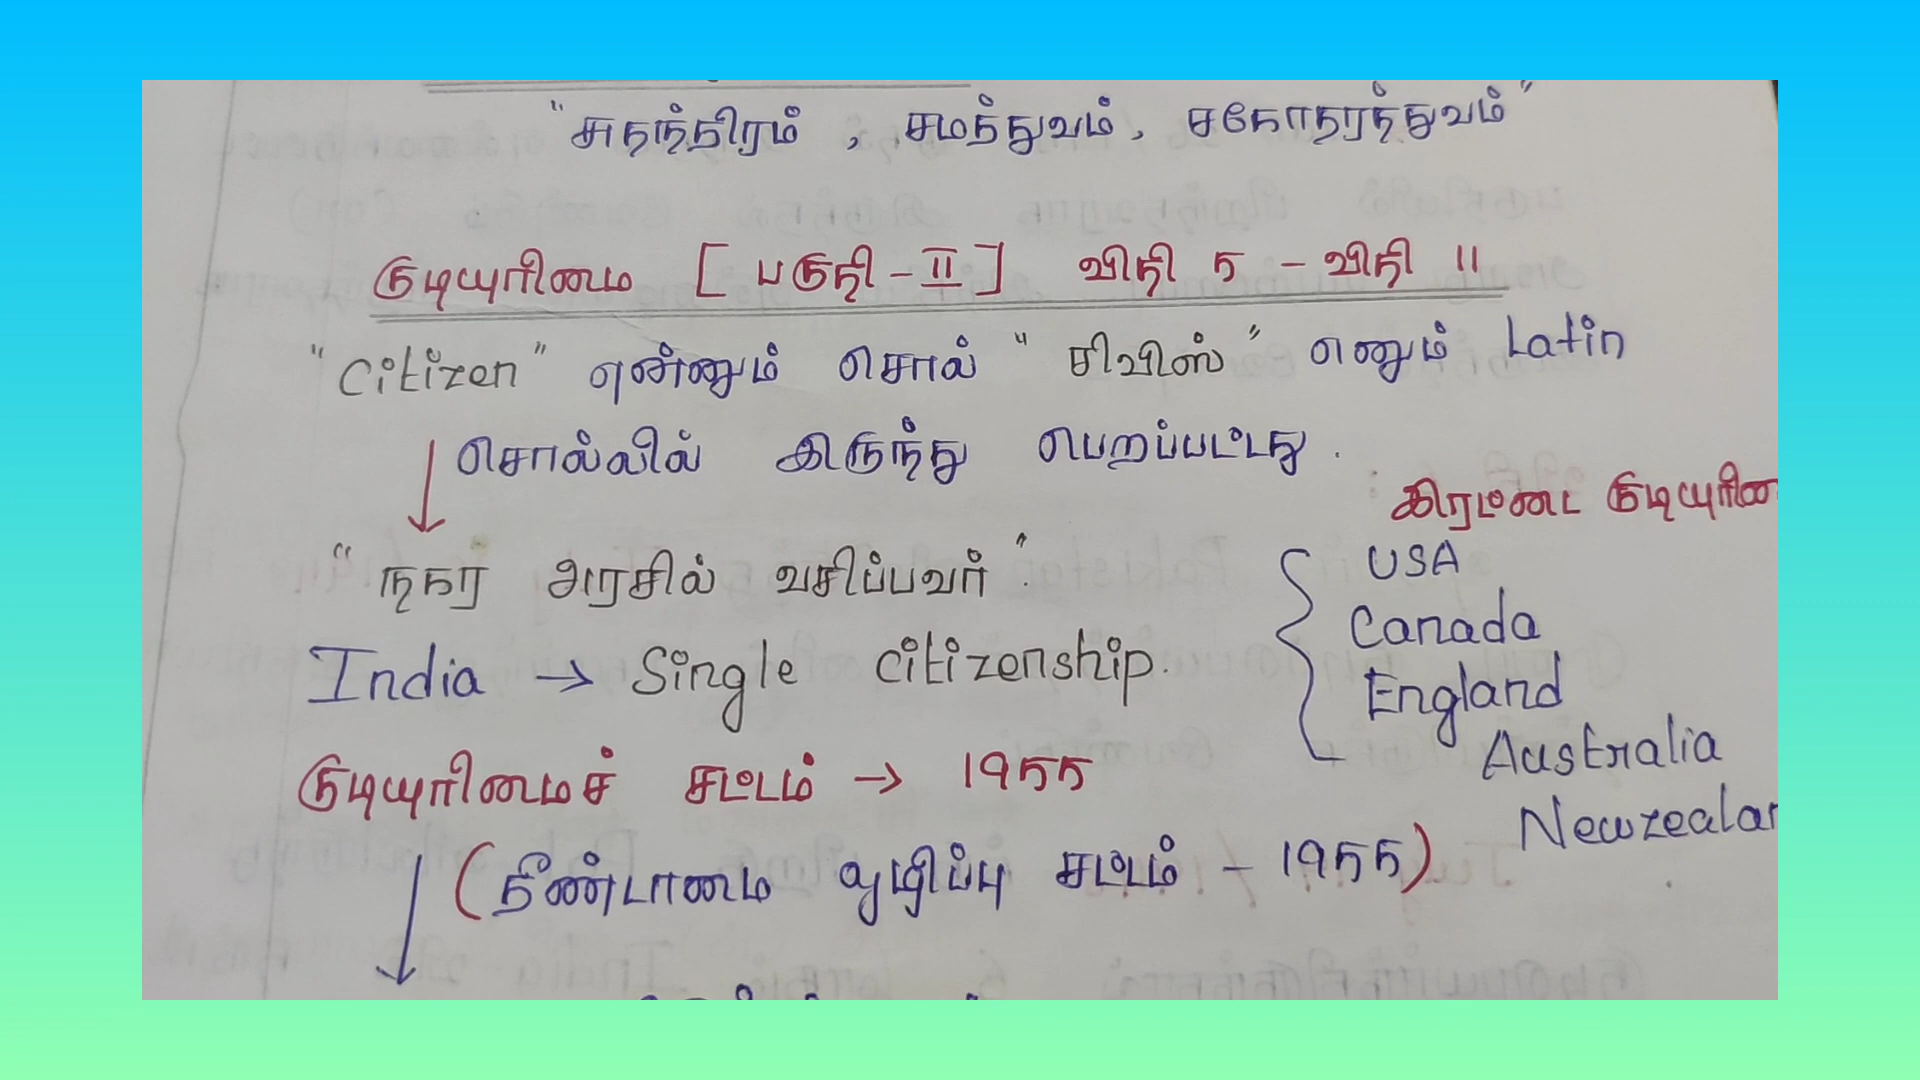 "சுதந்திரம் , சமத்துவம், சகோதரத்துவம்"
குடியுரிமை [ பகுதி - II ] விதி 5 - விதி 11
"Citizen" என்னும் சொல் "சிவிஸ்" எனும் Latin
சொல்லில் இருந்து பெறப்பட்டது.
இரட்டை
"நகர அரசில் வசிப்பவர்".
USA
Canada
India → Single citizenship.
England
Australia
குடியுரிமைச் சட்டம் → 1955
(தீண்டாமை ஒழிப்பு சட்டம் - 1955)